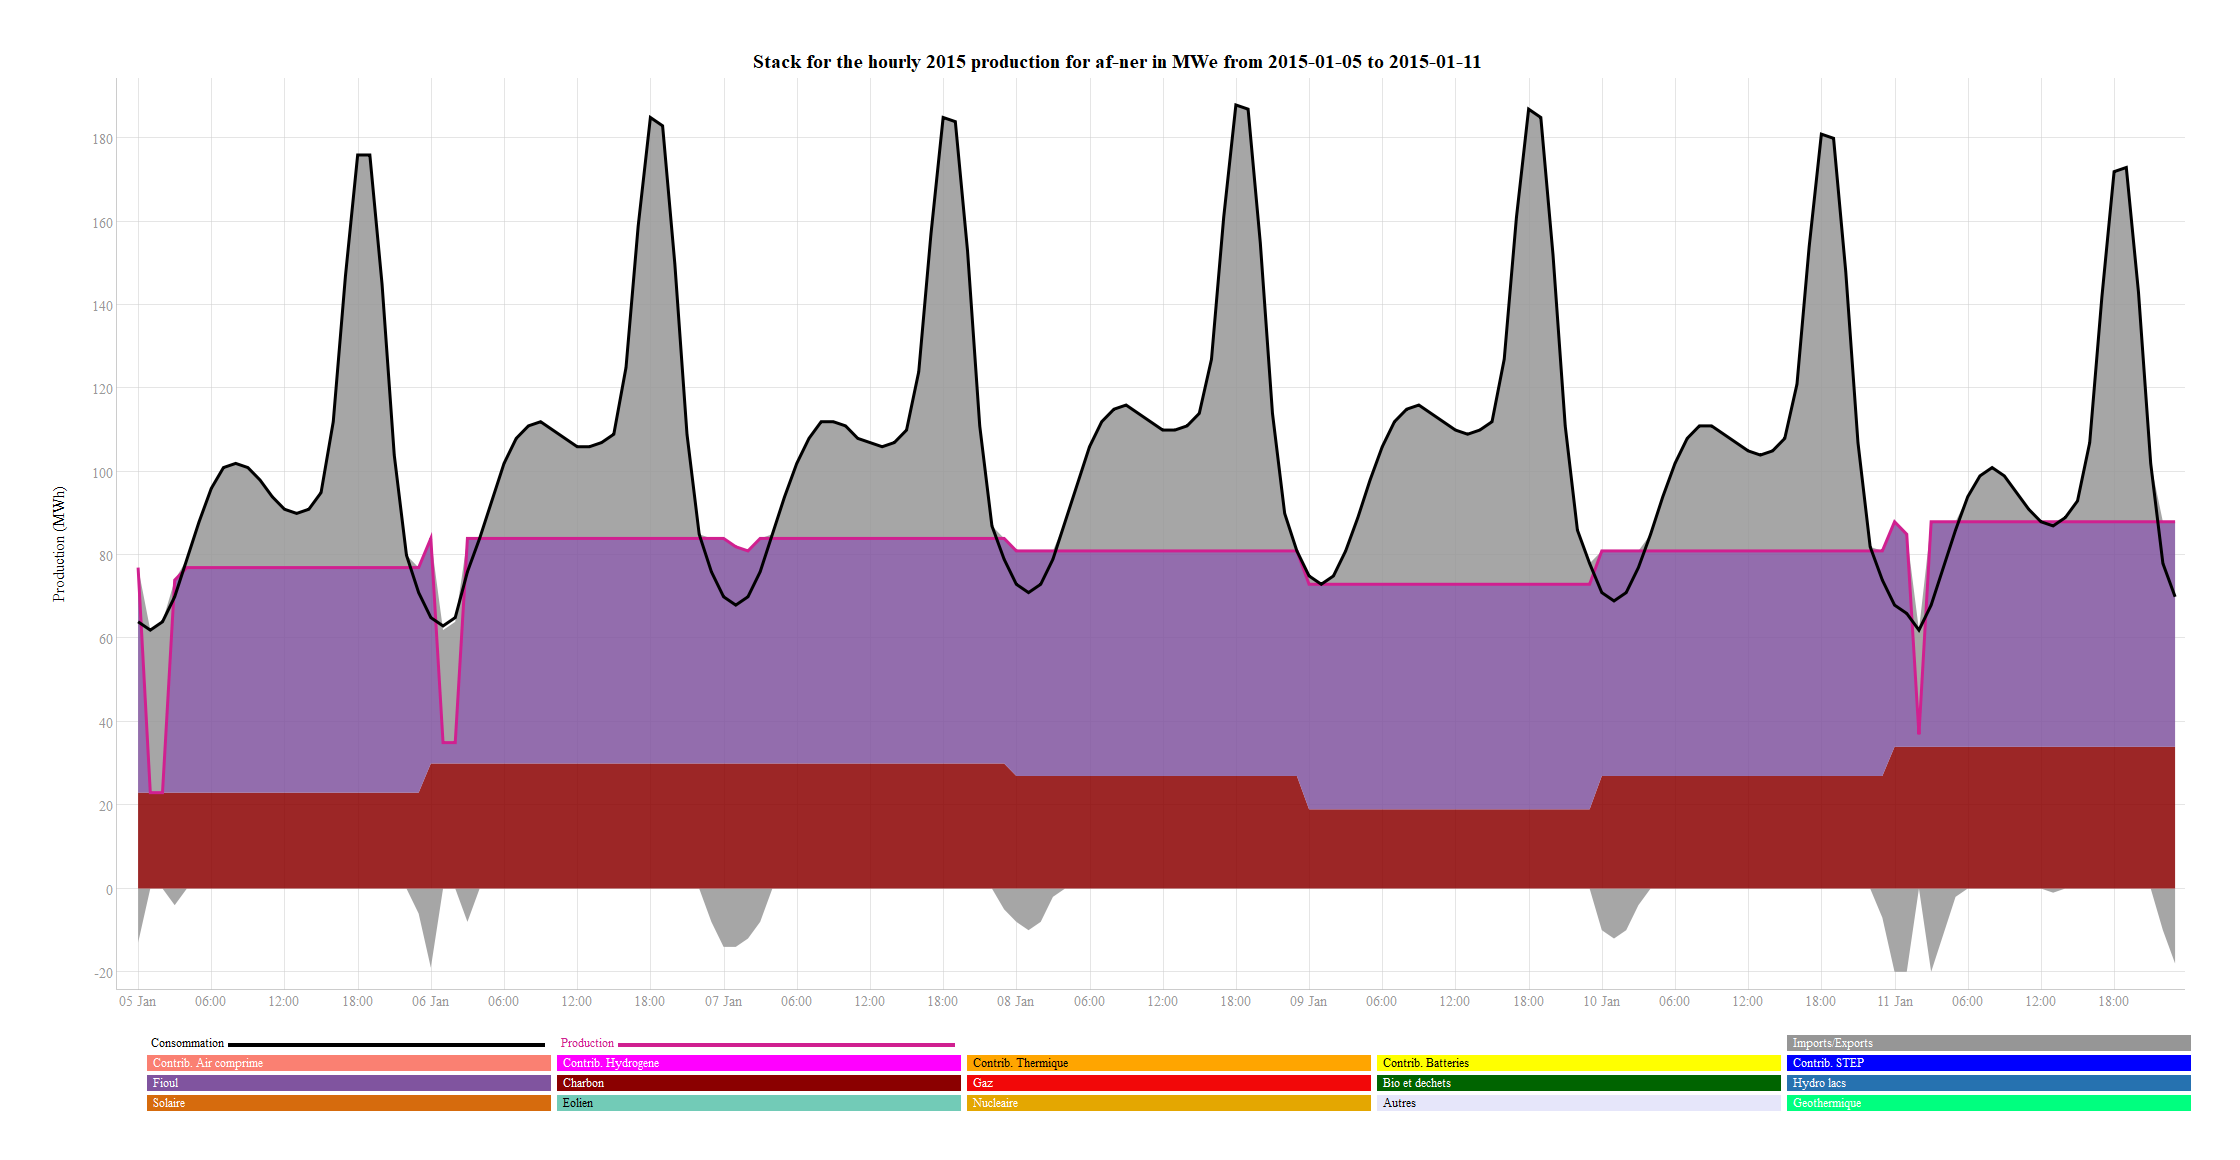 Stack for the hourly 2015 production for af-ner in MWe from 2015-01-05 to 2015-01-11
Production (MWh)
180
160
140
120
100
80
60
40
20
0
-20
05 Jan 06:00 12:00 18:00 06 Jan 06:00 12:00 18:00 07 Jan 06:00 12:00 18:00 08 Jan 06:00 12:00 18:00 09 Jan 06:00 12:00 18:00 10 Jan 06:00 12:00 18:00 11 Jan 06:00 12:00 18:00
Consommation Production Imports/Exports
Contrib. Air comprime Contrib. Hydrogene Contrib. Thermique Contrib. Batteries Contrib. STEP
Fioul Charbon Gaz Bio et dechets Hydro lacs
Solaire Eolien Nucleaire Autres Geothermique